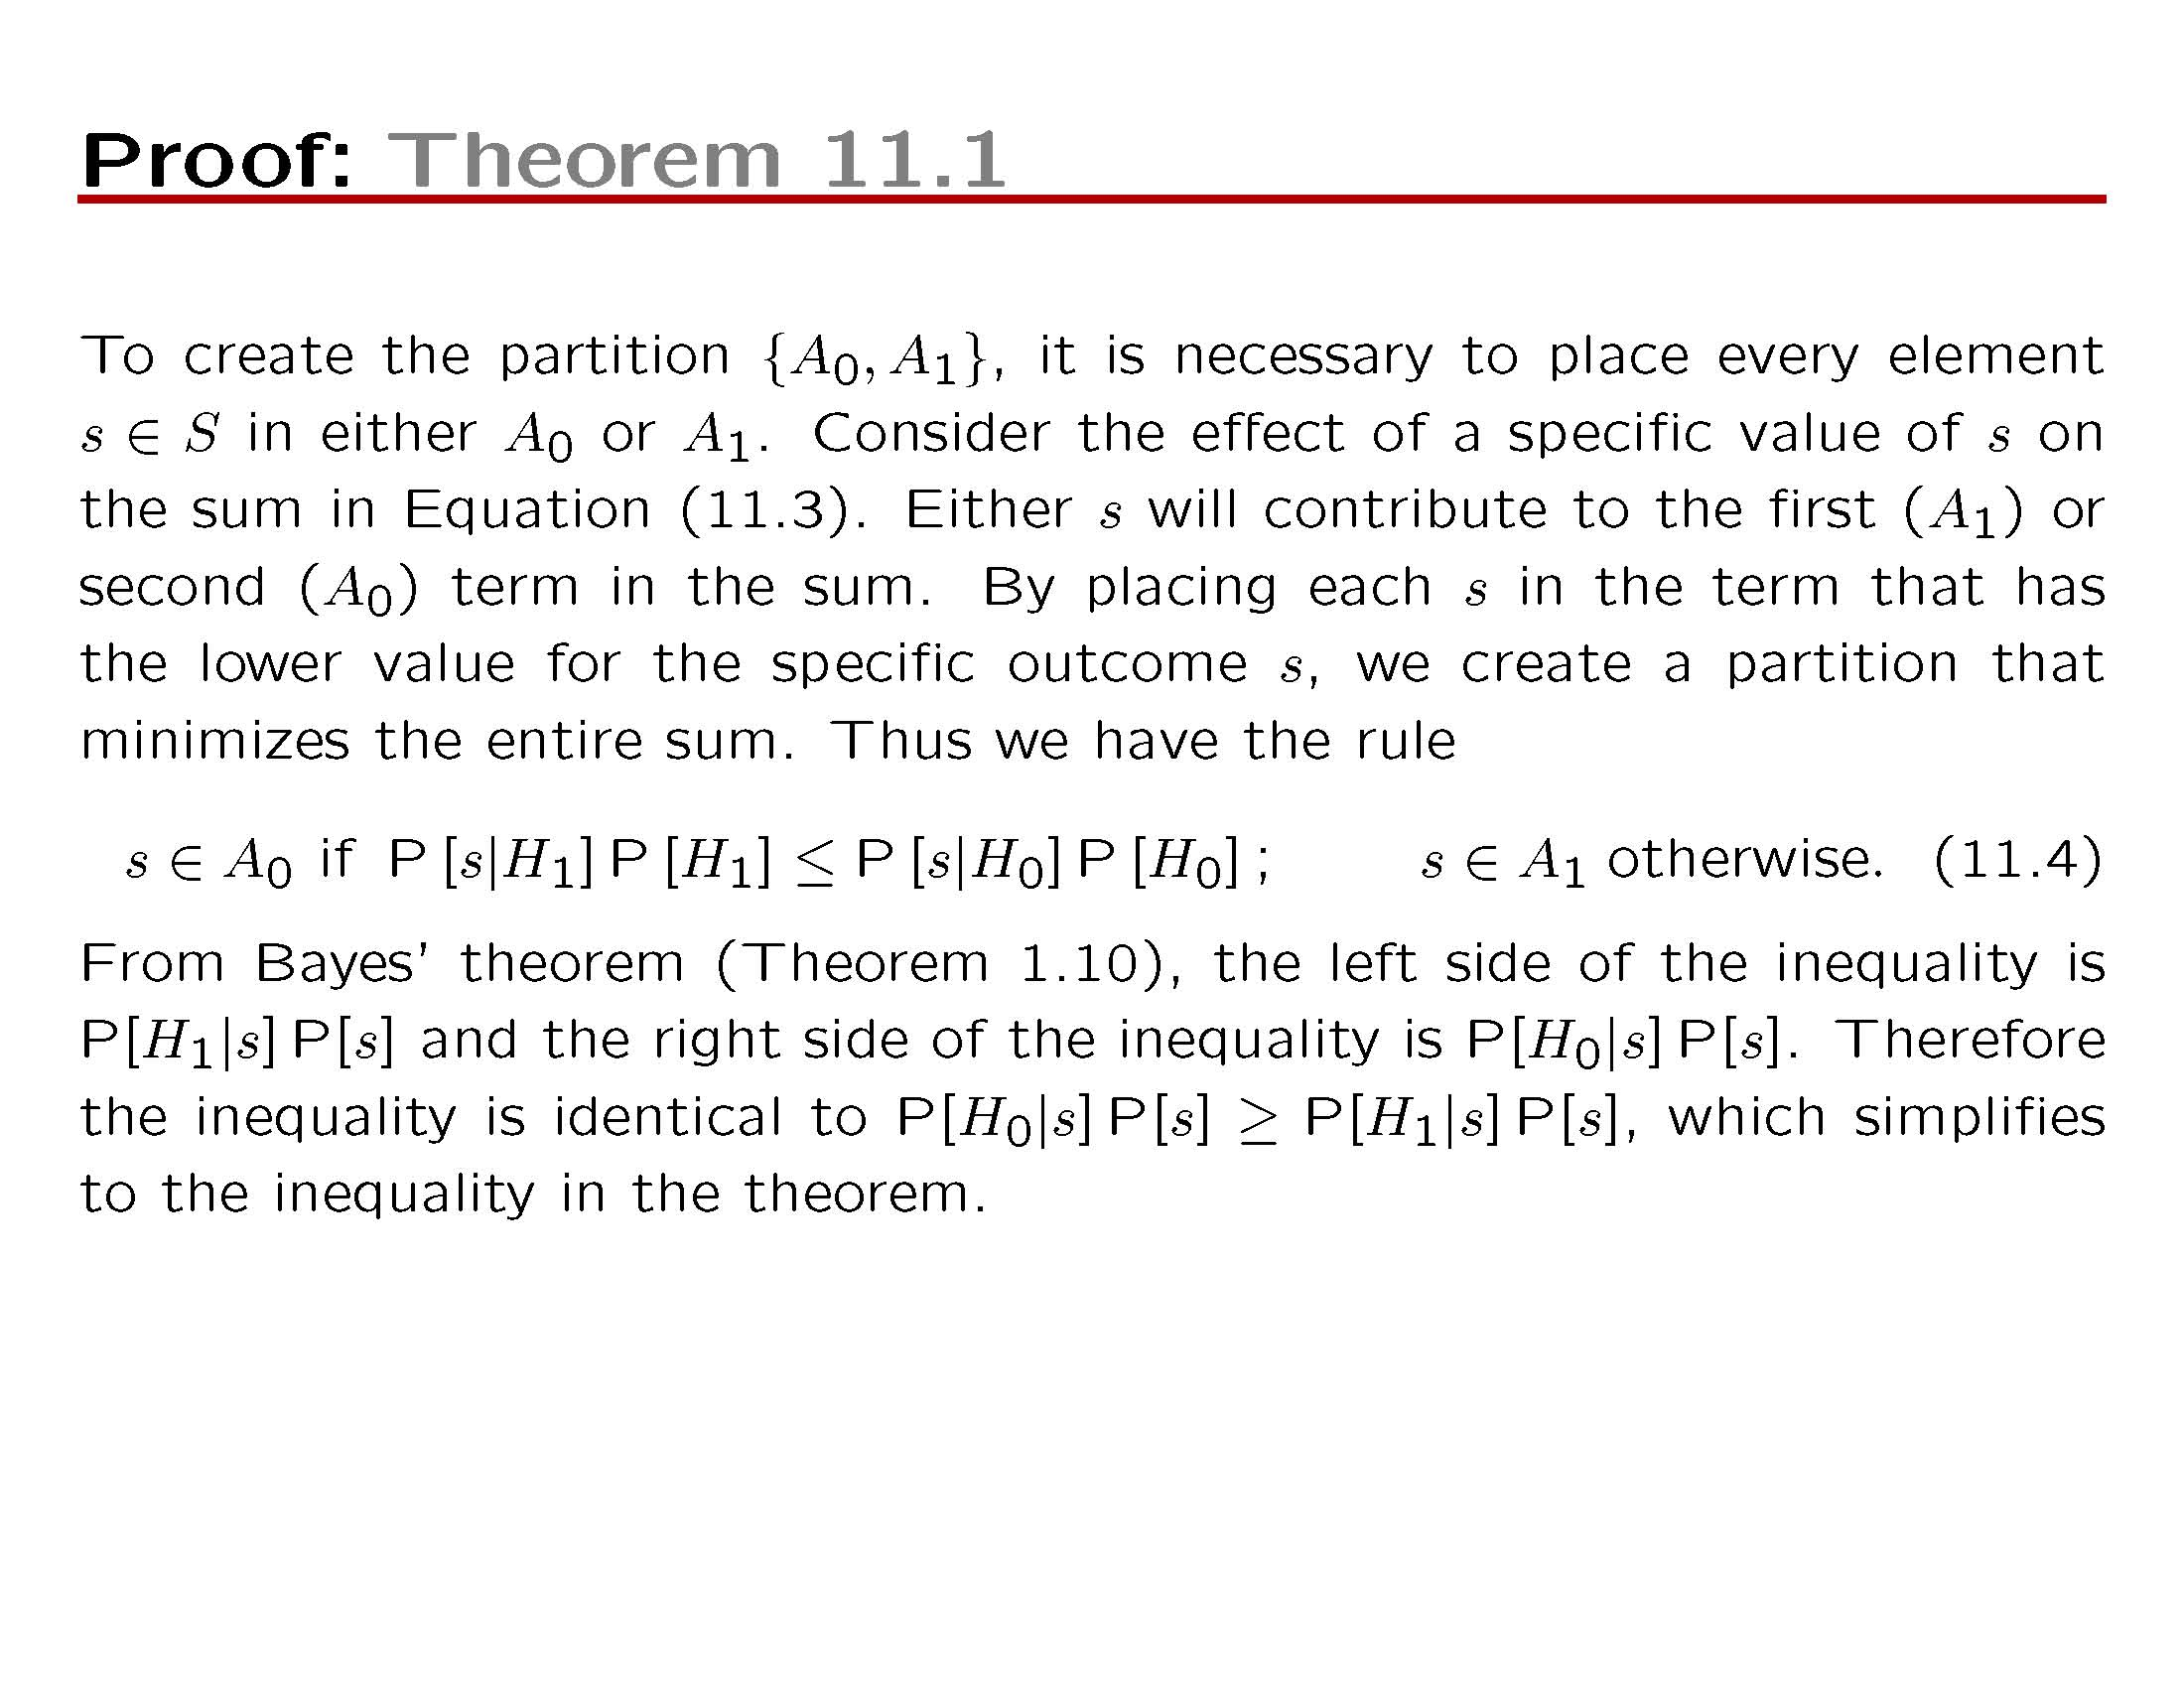 Proof: Theorem 11.1
To create the partition {A₀, A₁}, it is necessary to place every element
s ∈ S in either A₀ or A₁. Consider the effect of a specific value of s on
the sum in Equation (11.3). Either s will contribute to the first (A₁) or
second (A₀) term in the sum. By placing each s in the term that has
the lower value for the specific outcome s, we create a partition that
minimizes the entire sum. Thus we have the rule
s ∈ A₀ if P [s|H₁] P [H₁] ≤ P [s|H₀] P [H₀] ; s ∈ A₁ otherwise. (11.4)
From Bayes’ theorem (Theorem 1.10), the left side of the inequality is
P[H₁|s] P[s] and the right side of the inequality is P[H₀|s] P[s]. Therefore
the inequality is identical to P[H₀|s] P[s] ≥ P[H₁|s] P[s], which simplifies
to the inequality in the theorem.